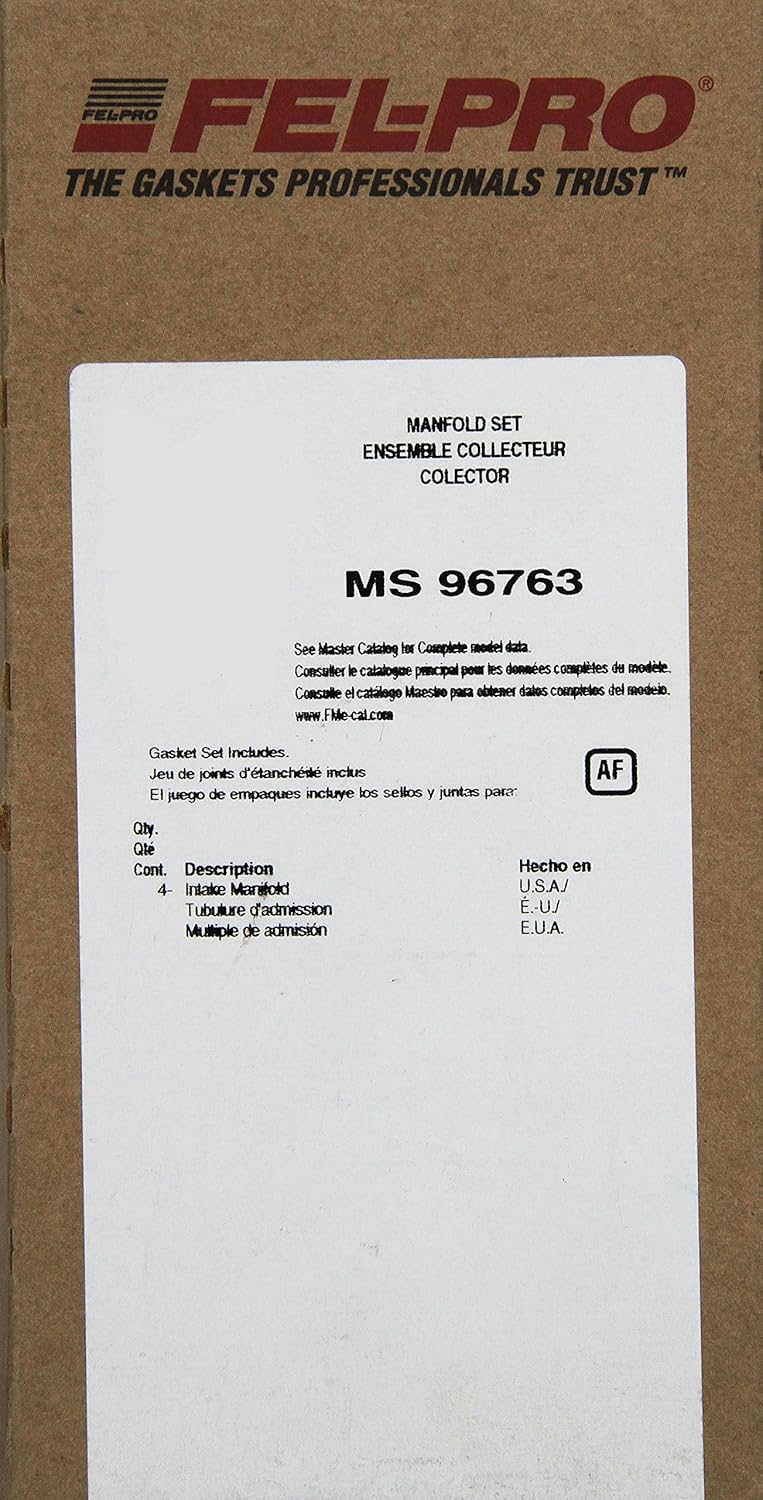 FEL-PRO
FEL-PRO®
THE GASKETS PROFESSIONALS TRUST™
MANFOLD SET
ENSEMBLE COLLECTEUR
COLECTOR
MS 96763
See Master Catalog for Complete model data.
Consulter le catalogue principal pour les données complètes du modèle.
Consulte el catálogo Maestro para obtener datos completos del modelo.
www.FMe-cat.com
Gasket Set Includes.
Jeu de joints d'étanchéité inclus
El juego de empaques incluye los sellos y juntas para:
AF
Qty.
Qté
Cont. Description Hecho en
4- Intake Manifold U.S.A./
Tubulure d'admission É.-U./
Multiple de admisión E.U.A.